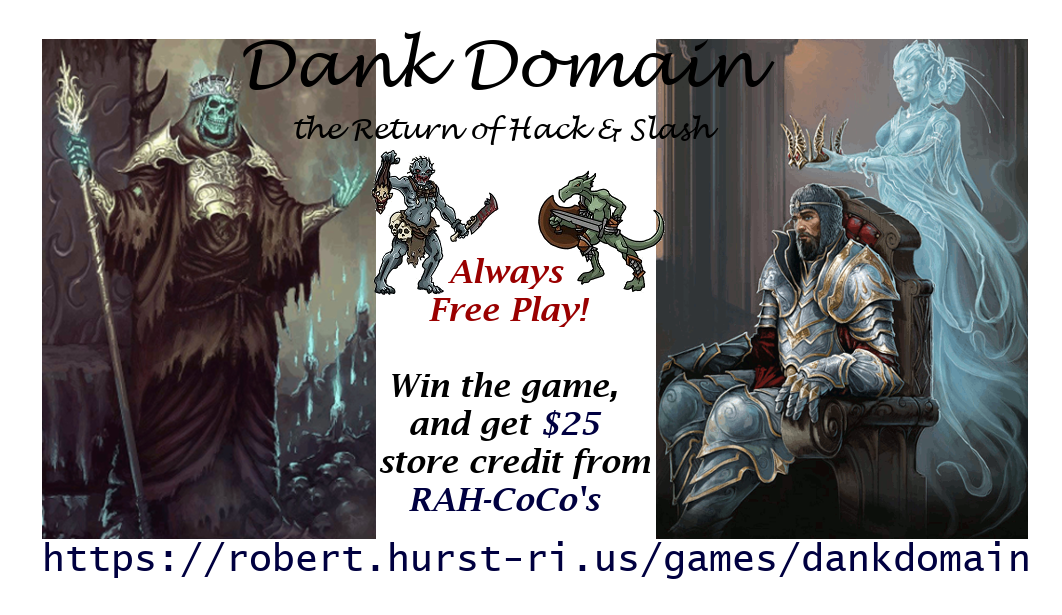 Dank Domain
the Return of Hack & Slash
Always
Free Play!
Win the game,
and get $25
store credit from
RAH-CoCo's
https://robert.hurst-ri.us/games/dankdomain